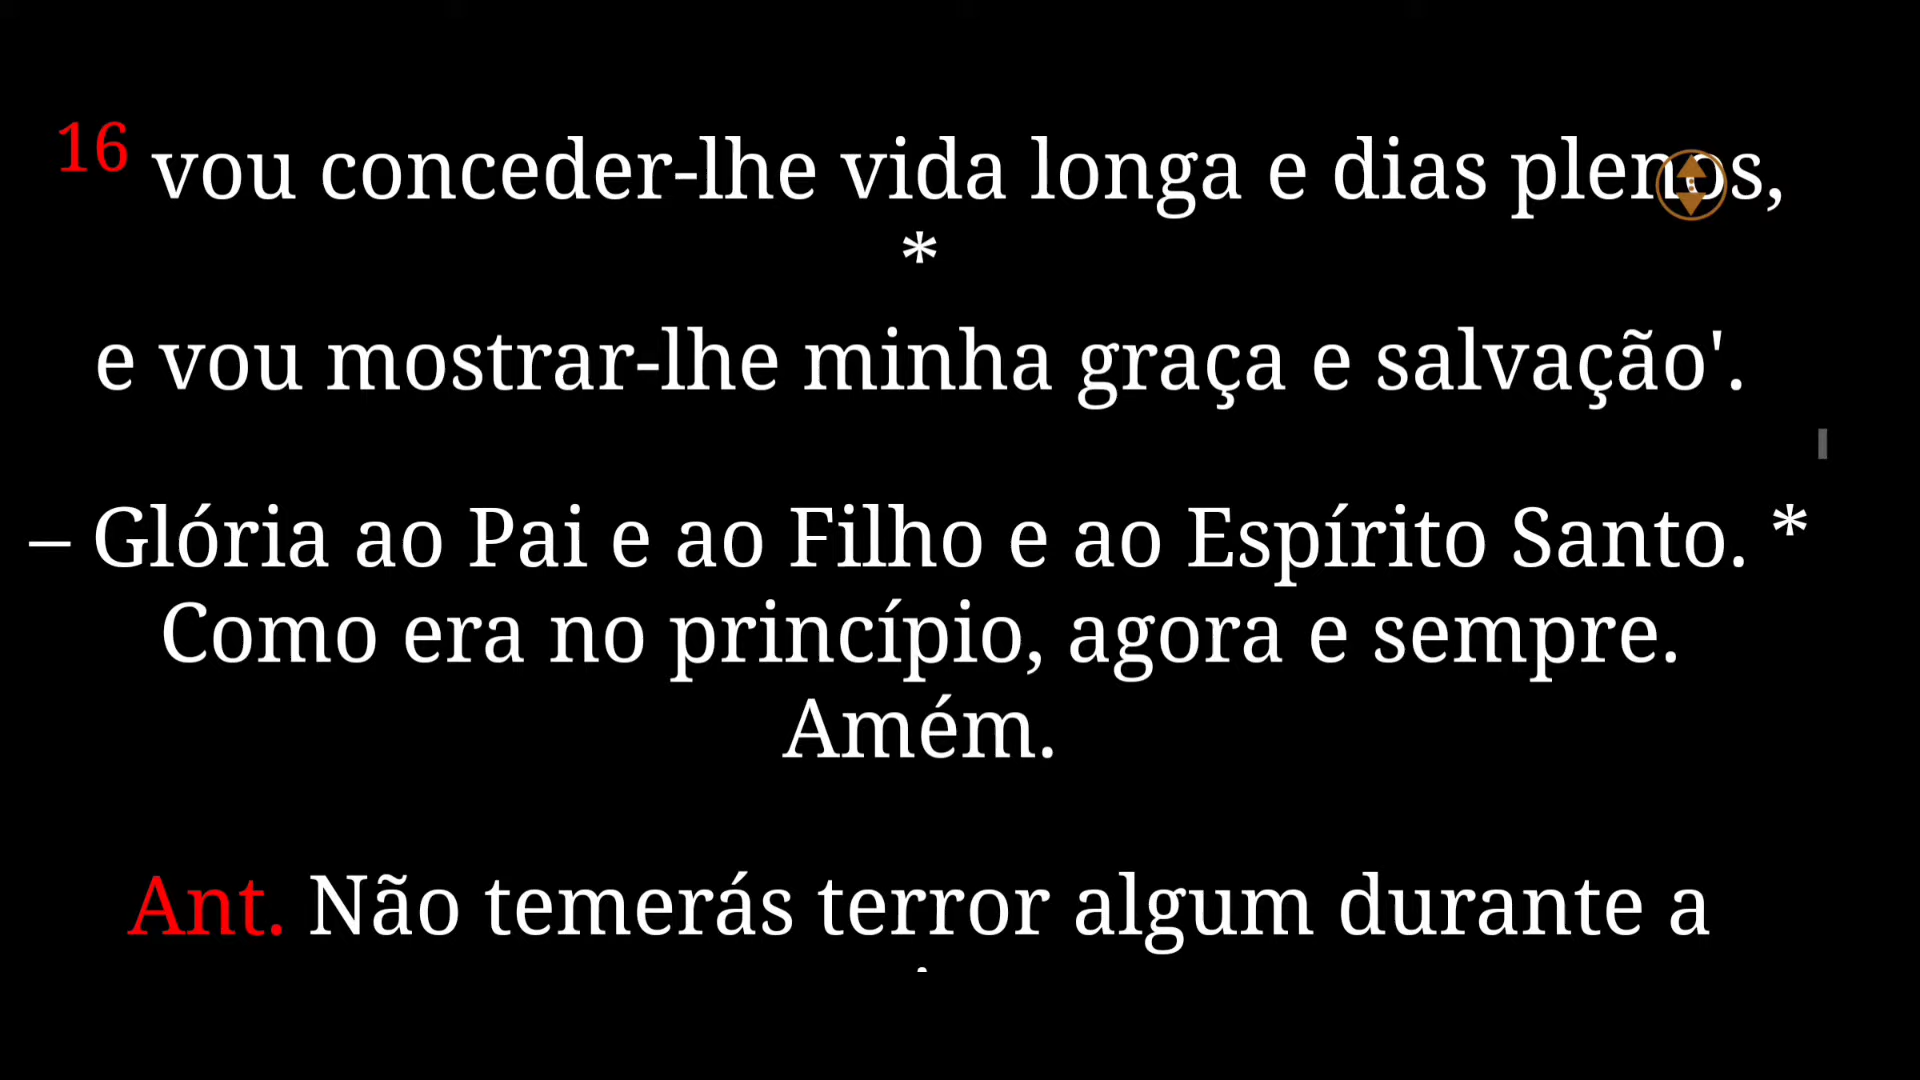 16 vou conceder-lhe vida longa e dias plenos,
*
e vou mostrar-lhe minha graça e salvação'.
– Glória ao Pai e ao Filho e ao Espírito Santo. *
Como era no princípio, agora e sempre.
Amém.
Ant. Não temerás terror algum durante a